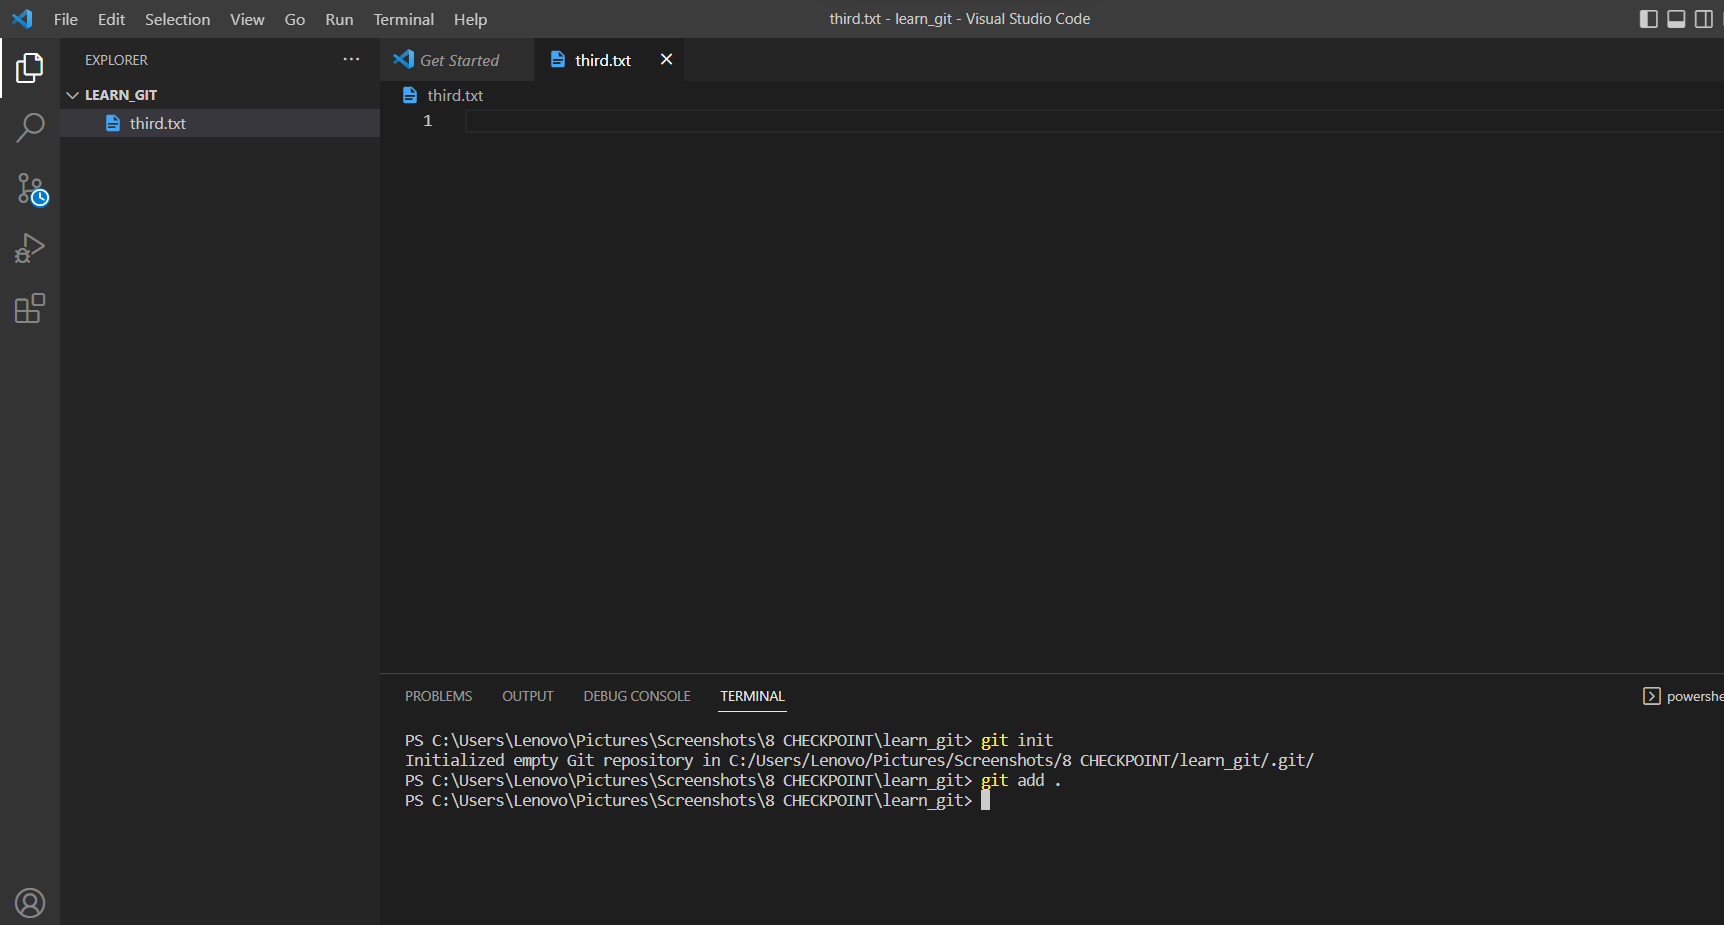 File Edit Selection View Go Run Terminal Help
third.txt - learn_git - Visual Studio Code
EXPLORER
LEARN_GIT
third.txt
Get Started
third.txt
third.txt
1
PROBLEMS OUTPUT DEBUG CONSOLE TERMINAL
powershe
PS C:\Users\Lenovo\Pictures\Screenshots\8 CHECKPOINT\learn_git> git init
Initialized empty Git repository in C:/Users/Lenovo/Pictures/Screenshots/8 CHECKPOINT/learn_git/.git/
PS C:\Users\Lenovo\Pictures\Screenshots\8 CHECKPOINT\learn_git> git add .
PS C:\Users\Lenovo\Pictures\Screenshots\8 CHECKPOINT\learn_git>